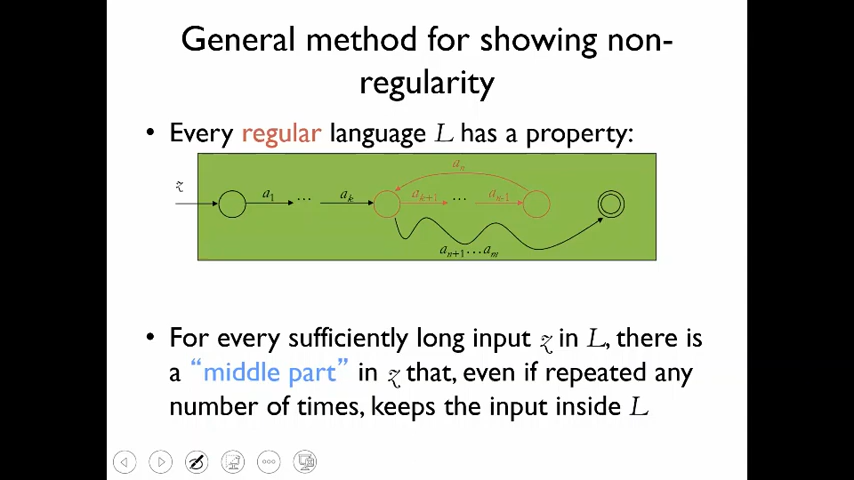 General method for showing non-
regularity
• Every regular language L has a property:
z
a₁ ... aₖ aₖ₊₁ ... aₙ₋₁
aₙ
aₙ₊₁...aₘ
• For every sufficiently long input z in L, there is
a “middle part” in z that, even if repeated any
number of times, keeps the input inside L